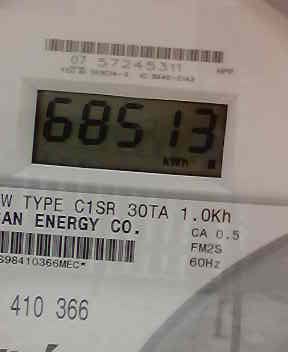 07 57245311
68513
kWh
W TYPE C1SR 30TA 1.0Kh
AN ENERGY CO.
CA 0.5
FM2S
60Hz
S98410366MEC*
410 366